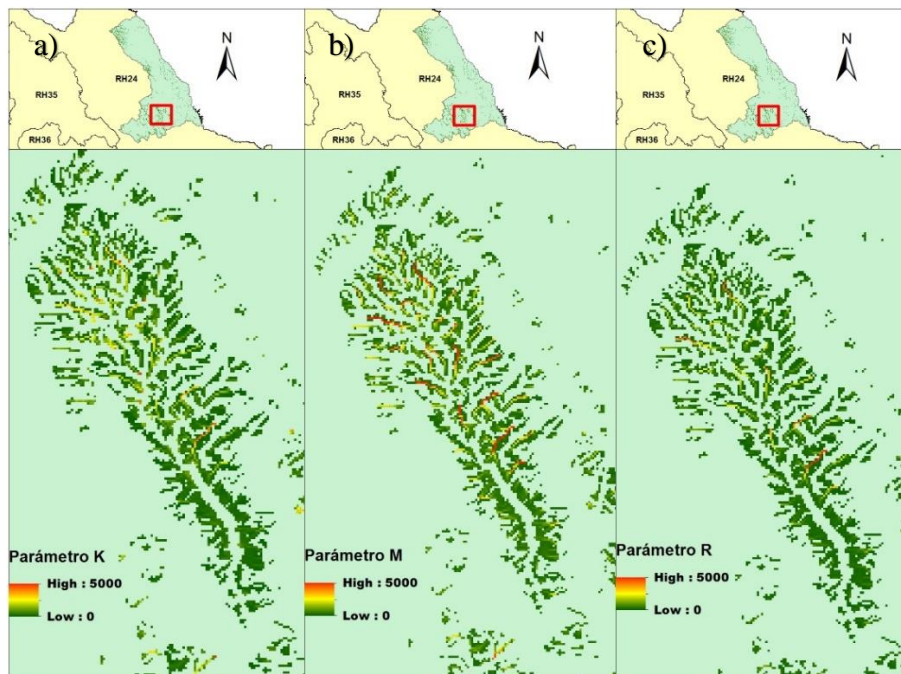 a)
N
RH24
RH35
RH36
b)
N
RH24
RH35
RH36
c)
N
RH24
RH35
RH36
Parámetro K
High : 5000
Low : 0
Parámetro M
High : 5000
Low : 0
Parámetro R
High : 5000
Low : 0